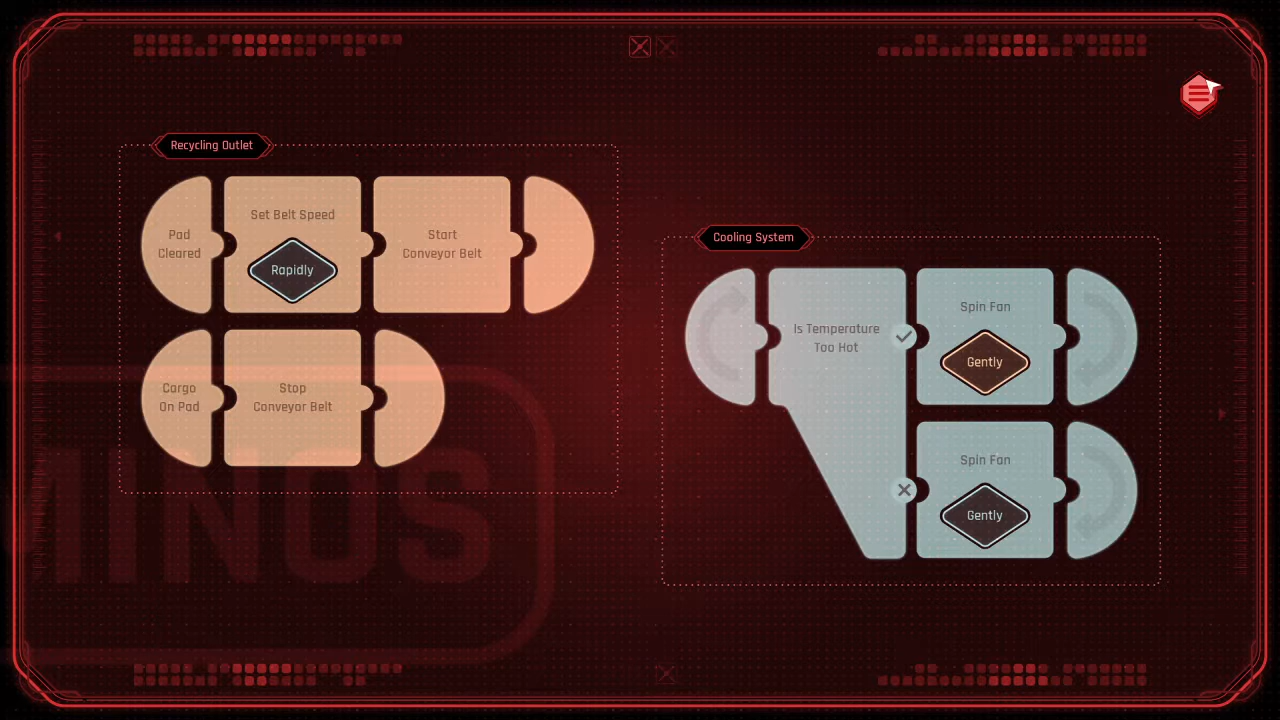 Recycling Outlet
Pad
Cleared
Set Belt Speed
Rapidly
Start
Conveyor Belt
Cargo
On Pad
Stop
Conveyor Belt
Cooling System
Is Temperature
Too Hot
Spin Fan
Gently
Spin Fan
Gently
MINOS